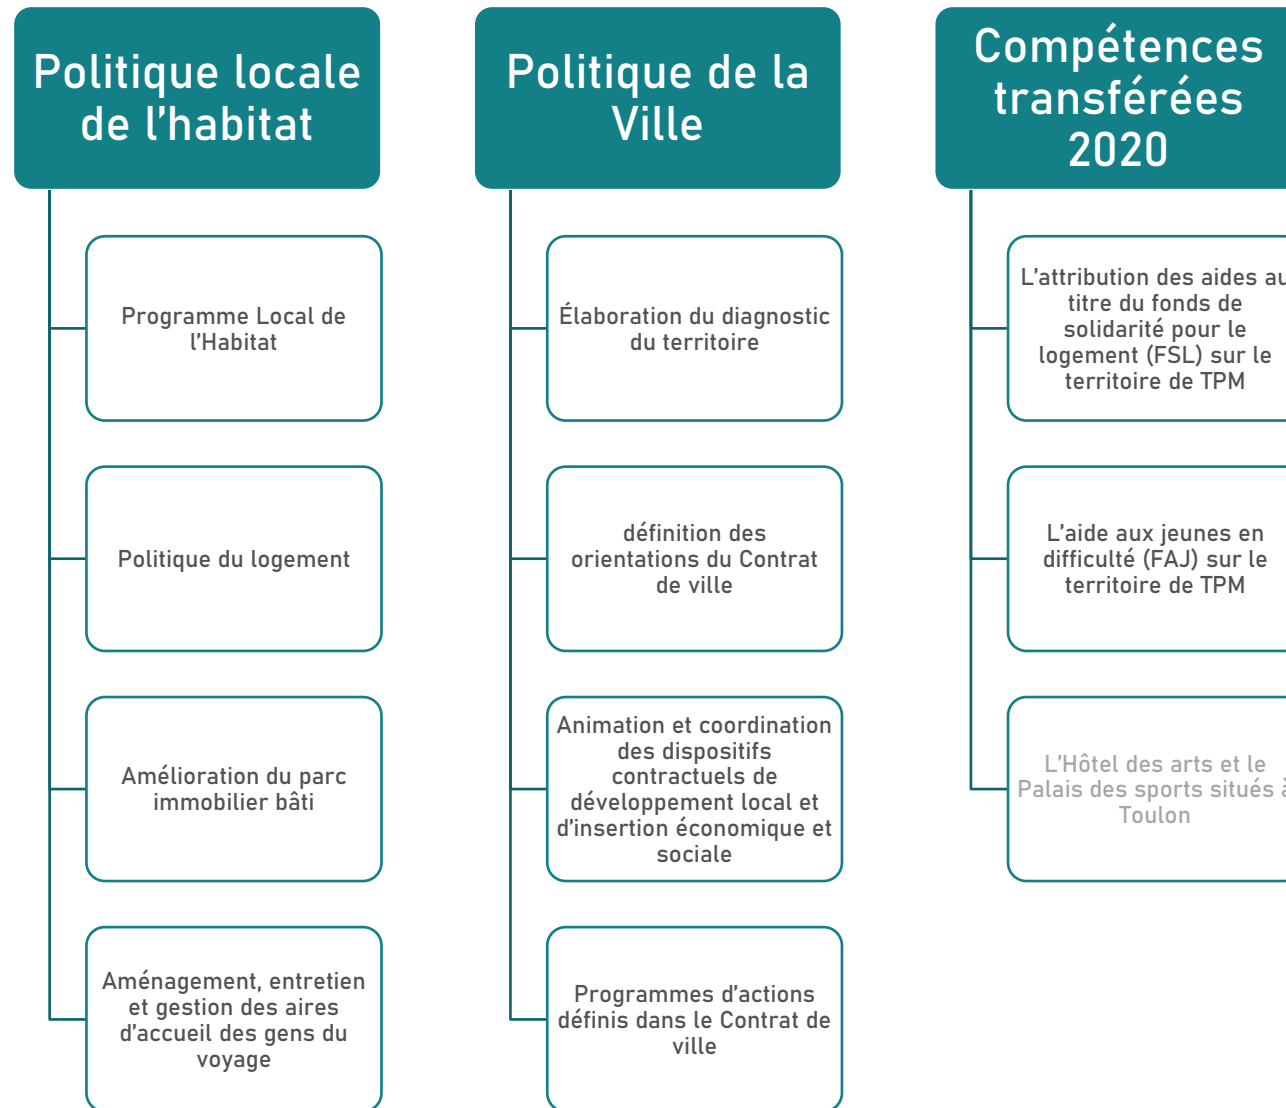 Politique locale
de l'habitat
Programme Local de
l'Habitat
Politique du logement
Amélioration du parc
immobilier bâti
Aménagement, entretien
et gestion des aires
d'accueil des gens du
voyage
Politique de la
Ville
Élaboration du diagnostic
du territoire
définition des
orientations du Contrat
de ville
Animation et coordination
des dispositifs
contractuels de
développement local et
d'insertion économique et
sociale
Programmes d'actions
définis dans le Contrat de
ville
Compétences
transférées
2020
L'attribution des aides au
titre du fonds de
solidarité pour le
logement (FSL) sur le
territoire de TPM
L'aide aux jeunes en
difficulté (FAJ) sur le
territoire de TPM
L'Hôtel des arts et le
Palais des sports situés à
Toulon